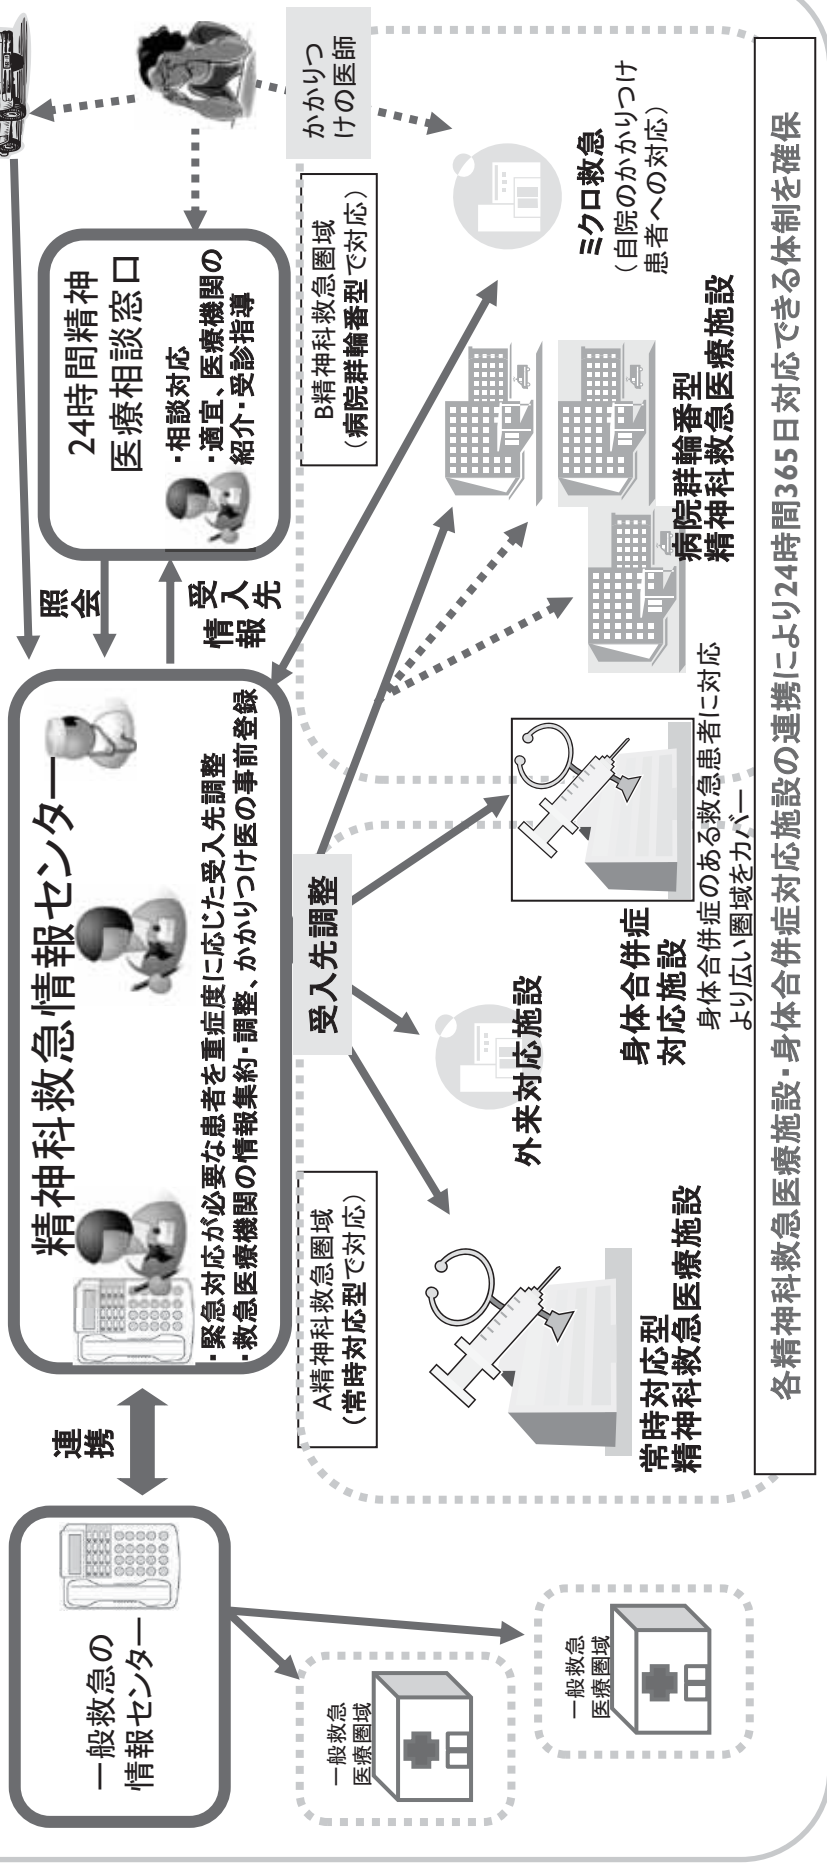 一般救急の
情報センター
連携
精神科救急情報センター
・緊急対応が必要な患者を重症度に応じた受入先調整
・救急医療機関の情報集約・調整、かかりつけ医の事前登録
照会
受入先
情報
24時間精神
医療相談窓口
・相談対応
・適宜、医療機関の
紹介・受診指導
かかりつ
けの医師
一般救急
医療圏域
一般救急
医療圏域
A精神科救急圏域
（常時対応型で対応）
受入先調整
B精神科救急圏域
（病院群輪番型で対応）
常時対応型
精神科救急医療施設
外来対応施設
身体合併症
対応施設
身体合併症のある救急患者に対応
より広い圏域をカバー
病院群輪番型
精神科救急医療施設
ミクロ救急
（自院のかかりつけ
患者への対応）
各精神科救急医療施設・身体合併症対応施設の連携により24時間365日対応できる体制を確保